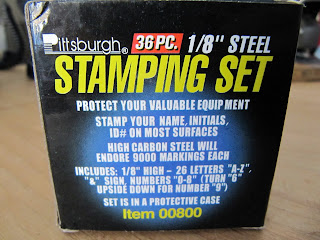 Pittsburgh® 36 PC. 1/8" STEEL
STAMPING SET
PROTECT YOUR VALUABLE EQUIPMENT
STAMP YOUR NAME, INITIALS,
ID# ON MOST SURFACES
HIGH CARBON STEEL WILL
ENDORE 9000 MARKINGS EACH
INCLUDES: 1/8" HIGH – 26 LETTERS "A-Z",
"&" SIGN, NUMBERS "0-8" (TURN "6"
UPSIDE DOWN FOR NUMBER "9")
SET IS IN A PROTECTIVE CASE
Item 00800